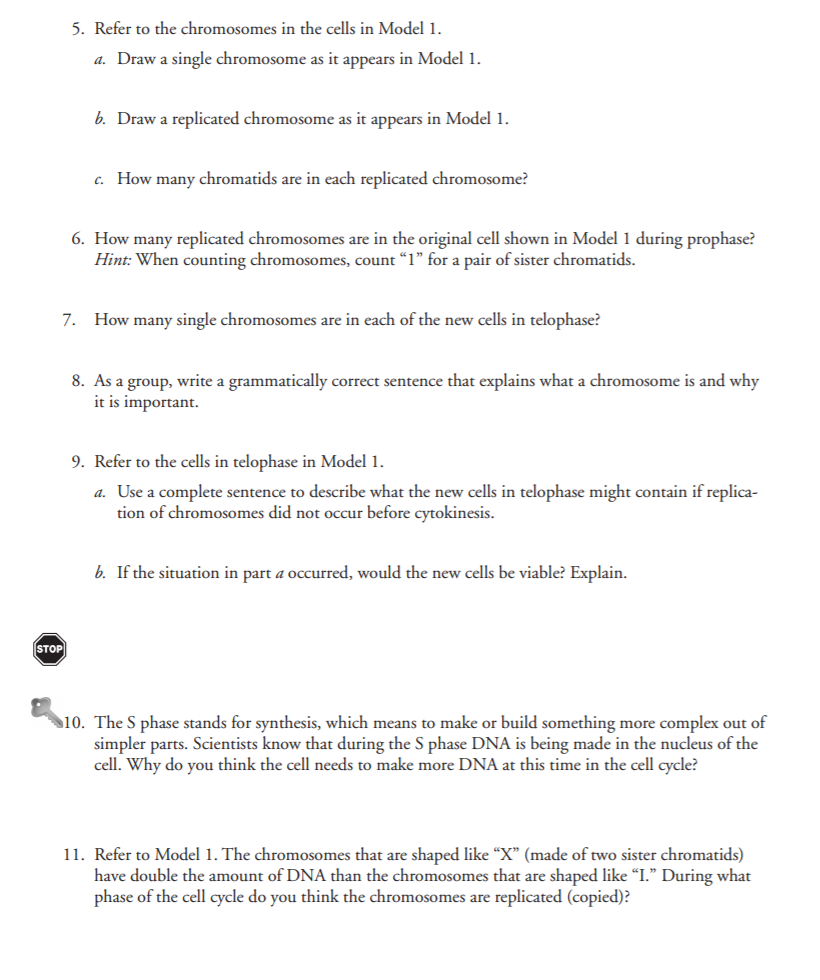 5. Refer to the chromosomes in the cells in Model 1.
a. Draw a single chromosome as it appears in Model 1.
b. Draw a replicated chromosome as it appears in Model 1.
c. How many chromatids are in each replicated chromosome?
6. How many replicated chromosomes are in the original cell shown in Model 1 during prophase?
Hint: When counting chromosomes, count “1” for a pair of sister chromatids.
7. How many single chromosomes are in each of the new cells in telophase?
8. As a group, write a grammatically correct sentence that explains what a chromosome is and why
it is important.
9. Refer to the cells in telophase in Model 1.
a. Use a complete sentence to describe what the new cells in telophase might contain if replica-
tion of chromosomes did not occur before cytokinesis.
b. If the situation in part a occurred, would the new cells be viable? Explain.
STOP
10. The S phase stands for synthesis, which means to make or build something more complex out of
simpler parts. Scientists know that during the S phase DNA is being made in the nucleus of the
cell. Why do you think the cell needs to make more DNA at this time in the cell cycle?
11. Refer to Model 1. The chromosomes that are shaped like “X” (made of two sister chromatids)
have double the amount of DNA than the chromosomes that are shaped like “I.” During what
phase of the cell cycle do you think the chromosomes are replicated (copied)?